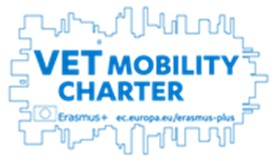 VET MOBILITY
CHARTER
Erasmus+ ec.europa.eu/erasmus-plus